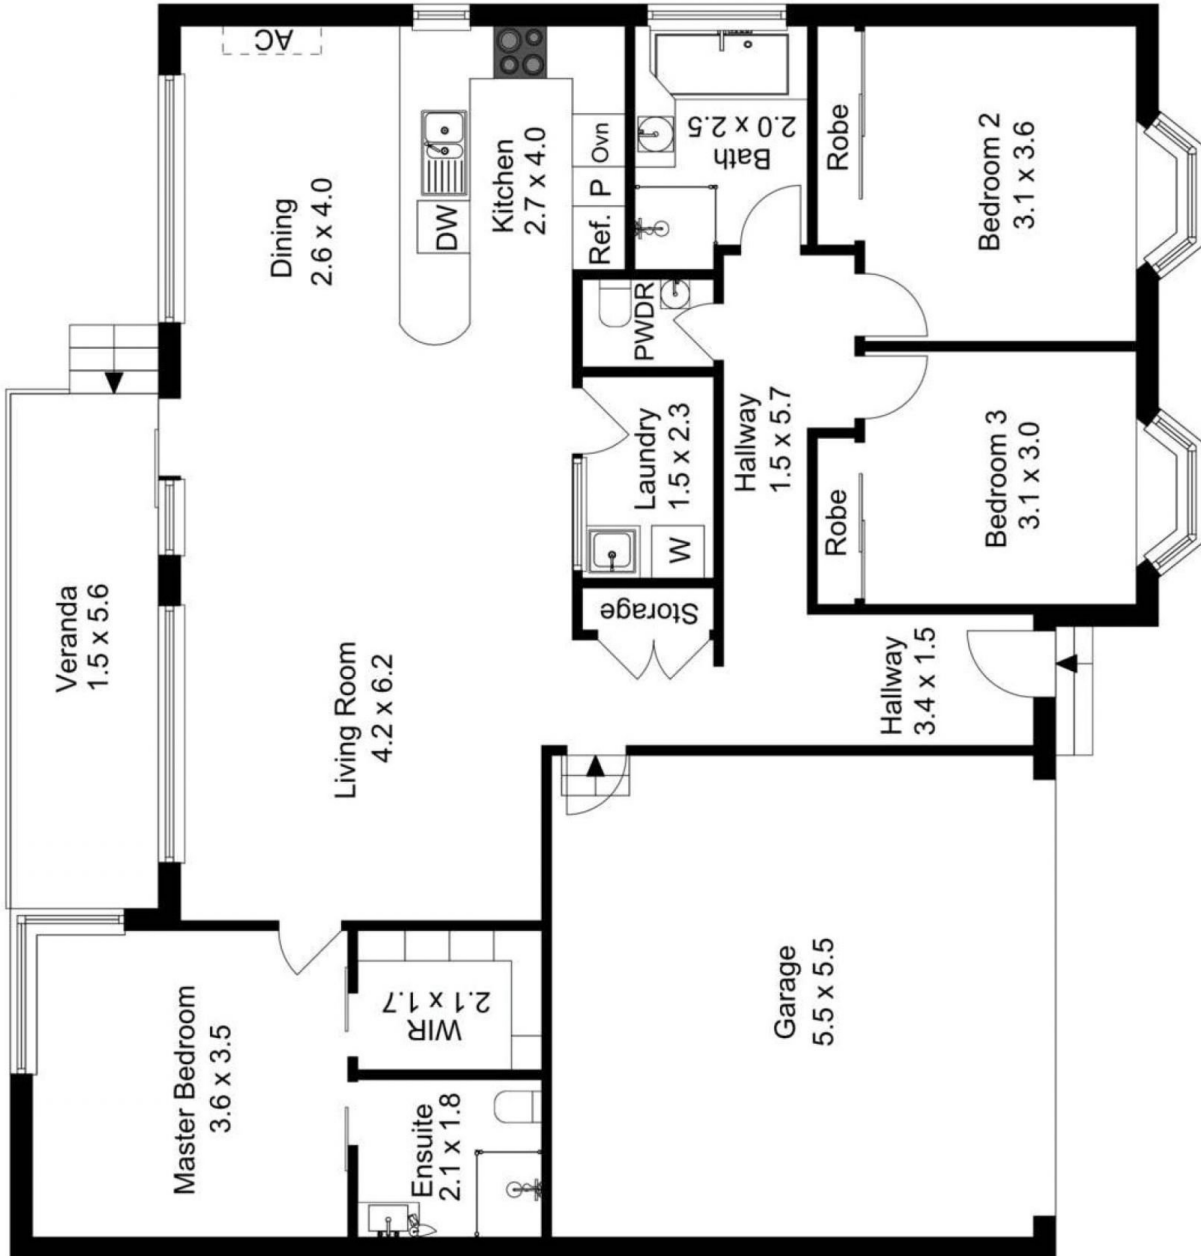 AC
Dining
2.6 x 4.0
DW
Kitchen
2.7 x 4.0
Ovn
P
Ref.
Bath
2.0 x 2.5
Robe
Bedroom 2
3.1 x 3.6
PWDR
Laundry
1.5 x 2.3
W
Hallway
1.5 x 5.7
Robe
Bedroom 3
3.1 x 3.0
Storage
Veranda
1.5 x 5.6
Living Room
4.2 x 6.2
Hallway
3.4 x 1.5
Master Bedroom
3.6 x 3.5
WIR
2.1 x 1.7
Ensuite
2.1 x 1.8
Garage
5.5 x 5.5